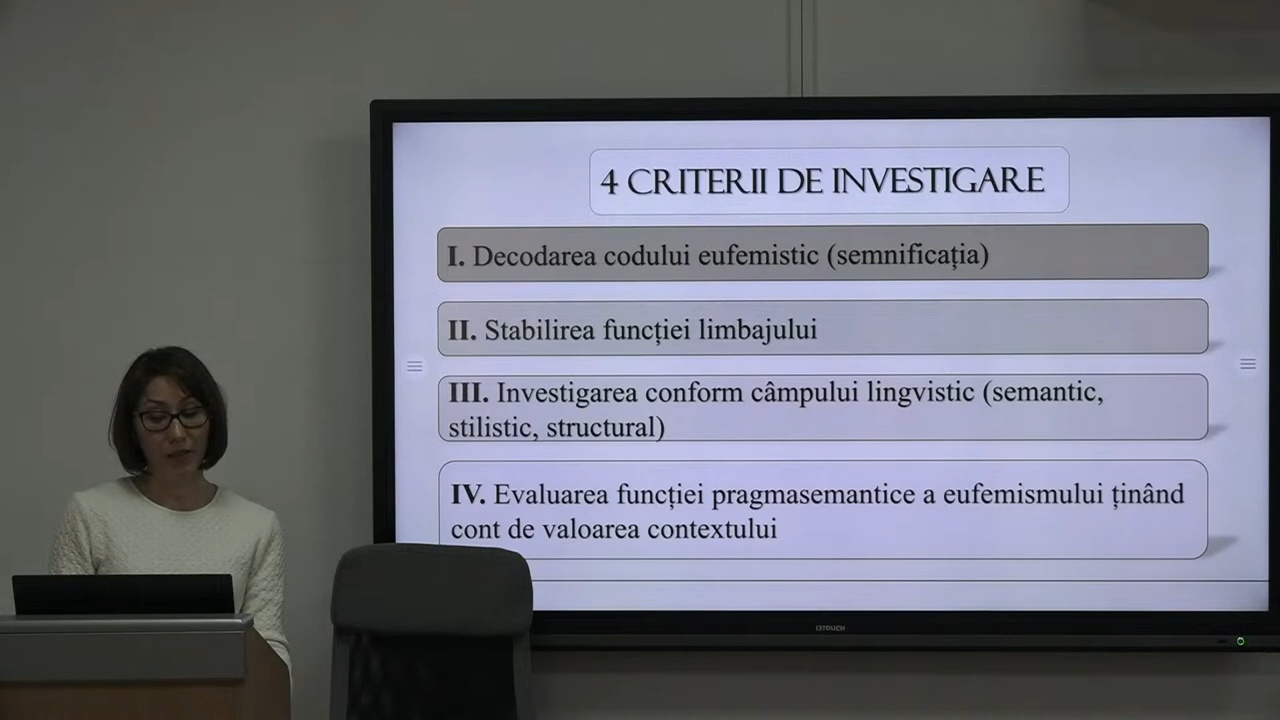 4 CRITERII DE INVESTIGARE
I. Decodarea codului eufemistic (semnificația)
II. Stabilirea funcției limbajului
III. Investigarea conform câmpului lingvistic (semantic,
stilistic, structural)
IV. Evaluarea funcției pragmasemantice a eufemismului ținând
cont de valoarea contextului
i3TOUCH